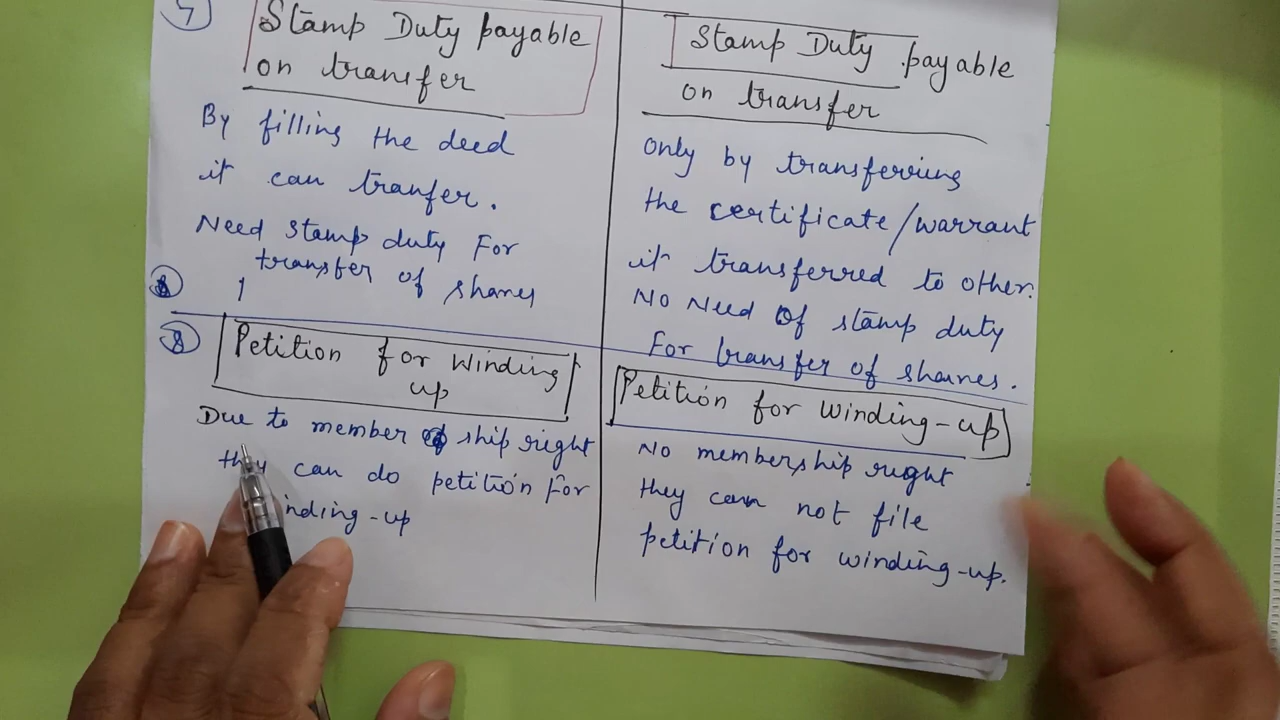 7
Stamp Duty payable
on transfer
By filling the deed
it can tranfer.
Need stamp duty For
transfer of shares
8
Petition for Winding
up
Due to member ship right
they can do petition For
inding-up
Stamp Duty payable
on transfer
only by transferring
the certificate/warrant
it transferred to other.
No Need Of stamp duty
For transfer of shares.
Petition for winding-up
No membership right
they can not file
petition for winding-up.